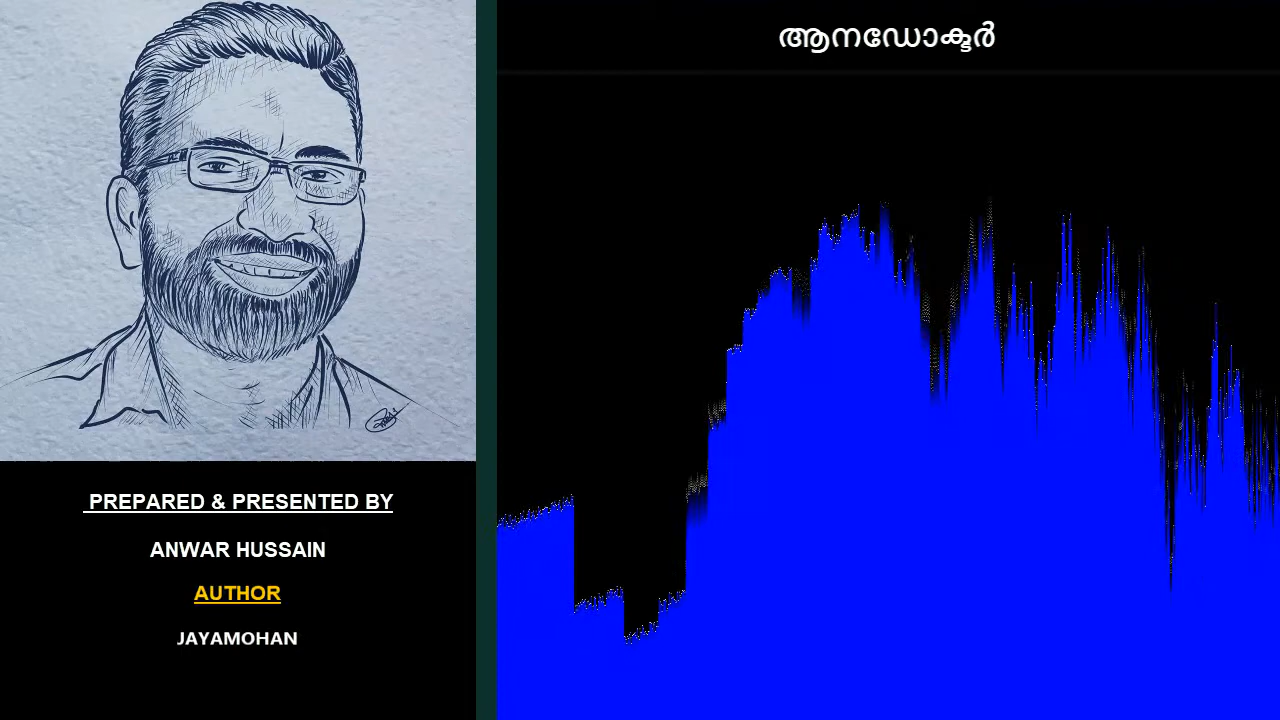 ആനഡോക്ടർ
PREPARED & PRESENTED BY
ANWAR HUSSAIN
AUTHOR
JAYAMOHAN